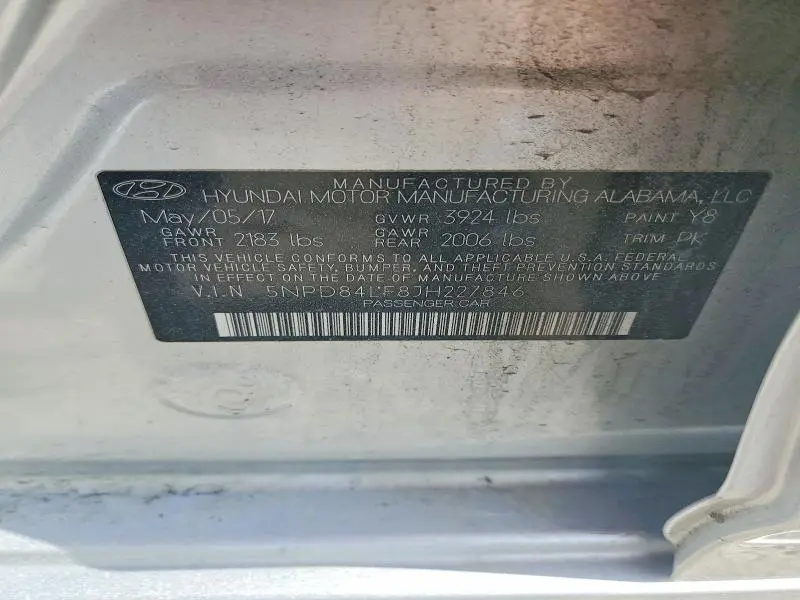 MANUFACTURED BY
HYUNDAI MOTOR MANUFACTURING ALABAMA, LLC
May/05/17 GVWR 3924 lbs PAINT Y8
GAWR FRONT 2183 lbs GAWR REAR 2006 lbs TRIM PK
THIS VEHICLE CONFORMS TO ALL APPLICABLE U.S.A. FEDERAL
MOTOR VEHICLE SAFETY, BUMPER, AND THEFT PREVENTION STANDARDS
IN EFFECT ON THE DATE OF MANUFACTURE SHOWN ABOVE
V.I.N 5NPD84LF8JH227846
PASSENGER CAR